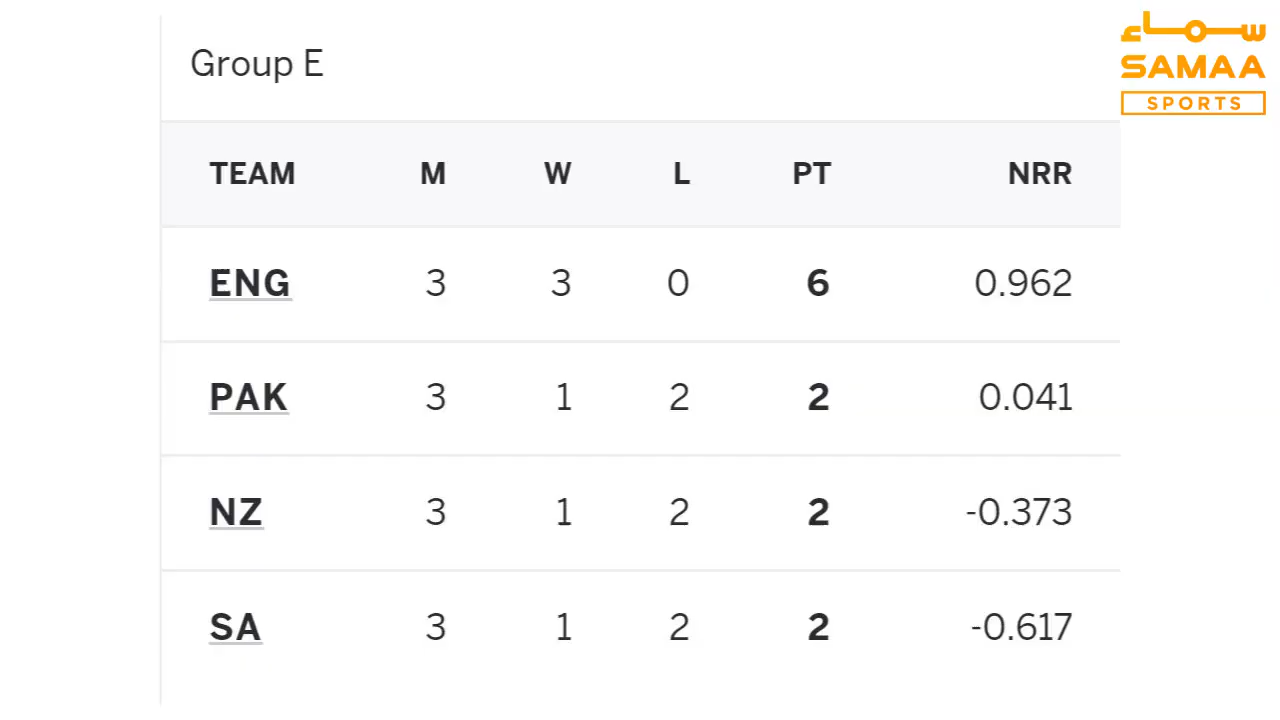 سماء
SAMAA
SPORTS
Group E
TEAM M W L PT NRR
ENG 3 3 0 6 0.962
PAK 3 1 2 2 0.041
NZ 3 1 2 2 -0.373
SA 3 1 2 2 -0.617